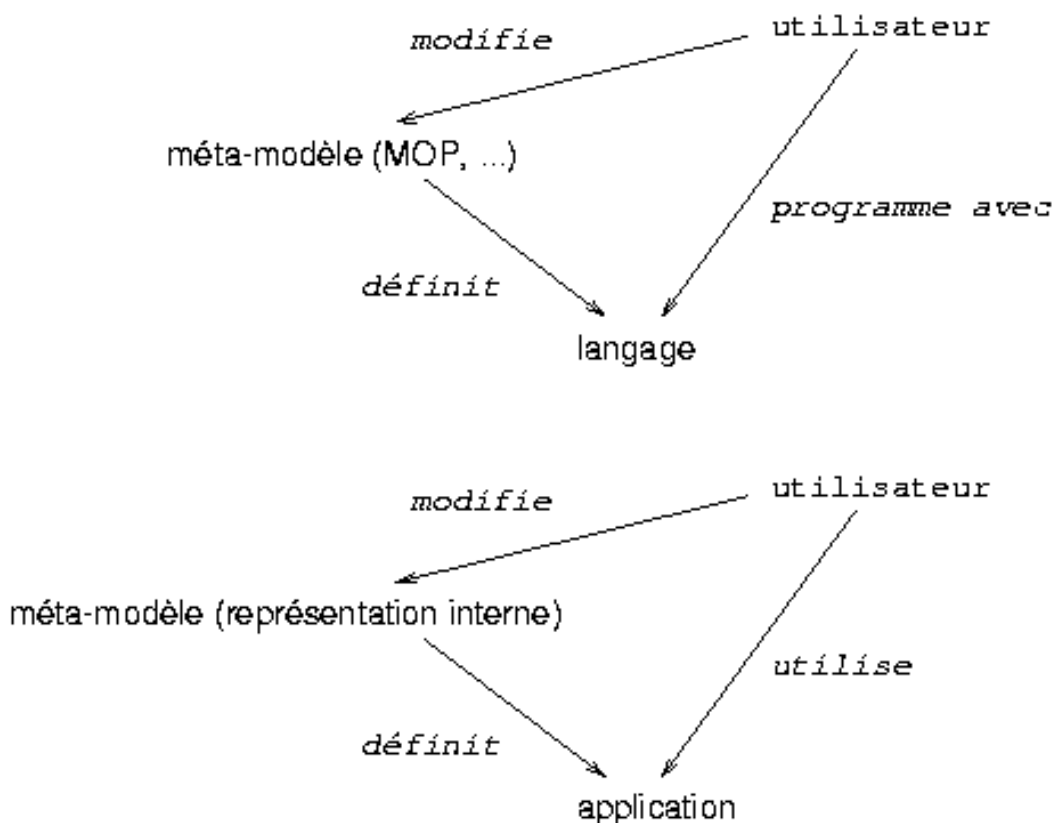 utilisateur
modifie
méta-modèle (MOP, ...)
programme avec
définit
langage
utilisateur
modifie
méta-modèle (représentation interne)
utilise
définit
application